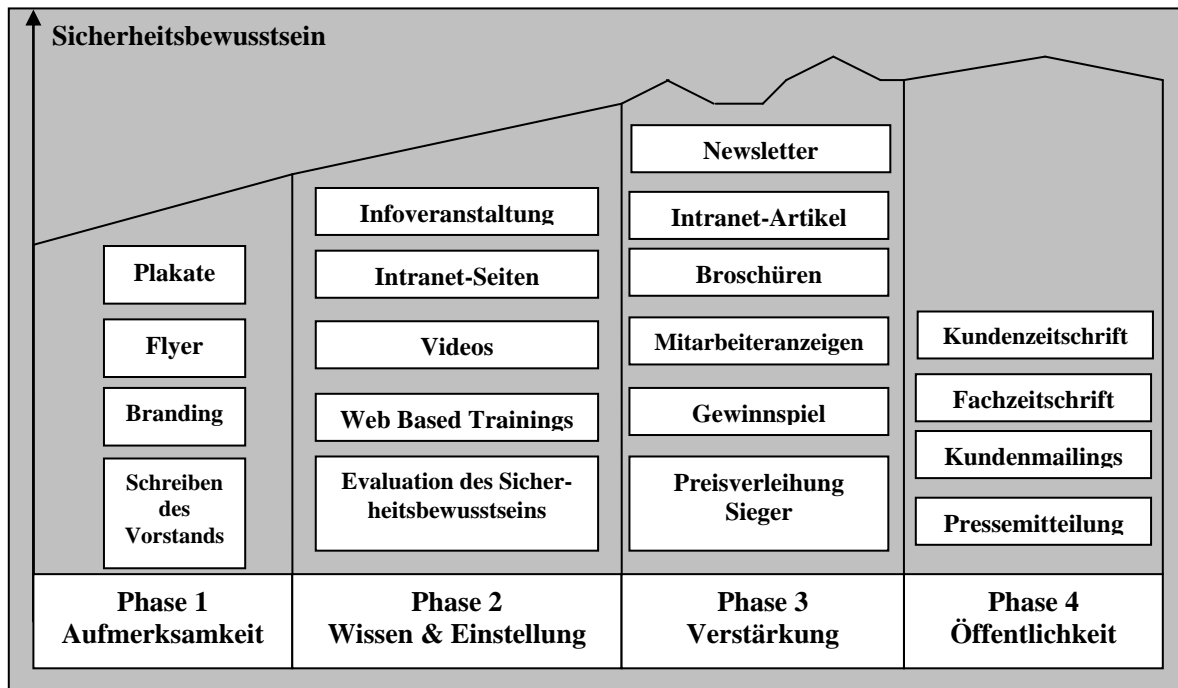 Sicherheitsbewusstsein
Plakate
Flyer
Branding
Schreiben
des
Vorstands
Phase 1
Aufmerksamkeit
Infoveranstaltung
Intranet-Seiten
Videos
Web Based Trainings
Evaluation des Sicher-
heitsbewusstseins
Phase 2
Wissen & Einstellung
Newsletter
Intranet-Artikel
Broschüren
Mitarbeiteranzeigen
Gewinnspiel
Preisverleihung
Sieger
Phase 3
Verstärkung
Kundenzeitschrift
Fachzeitschrift
Kundenmailings
Pressemitteilung
Phase 4
Öffentlichkeit